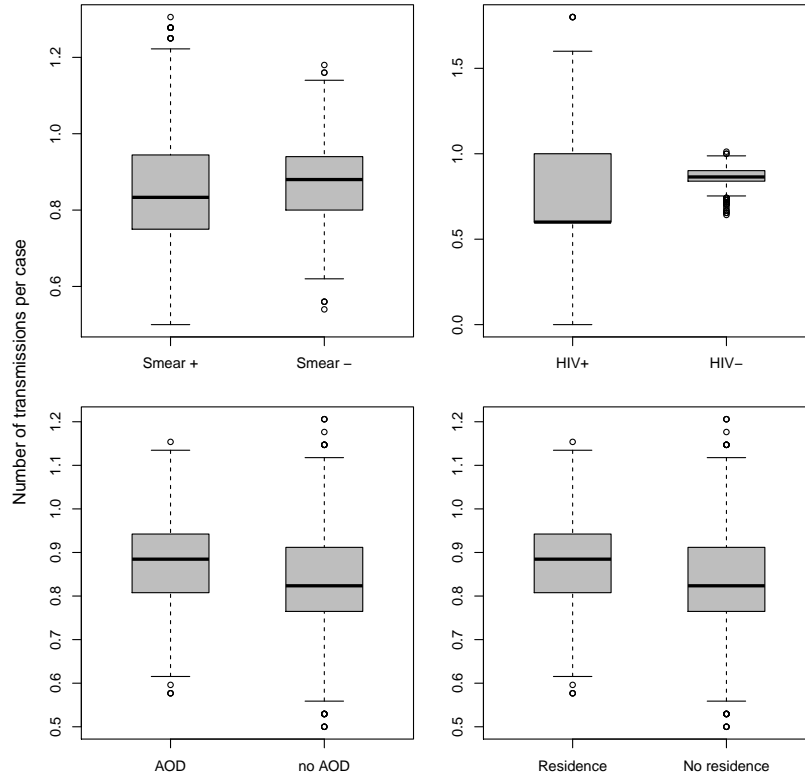 Number of transmissions per case
1.2
1.0
0.8
0.6
Smear +
Smear −
1.5
1.0
0.5
0.0
HIV+
HIV−
1.2
1.1
1.0
0.9
0.8
0.7
0.6
0.5
AOD
no AOD
1.2
1.1
1.0
0.9
0.8
0.7
0.6
0.5
Residence
No residence